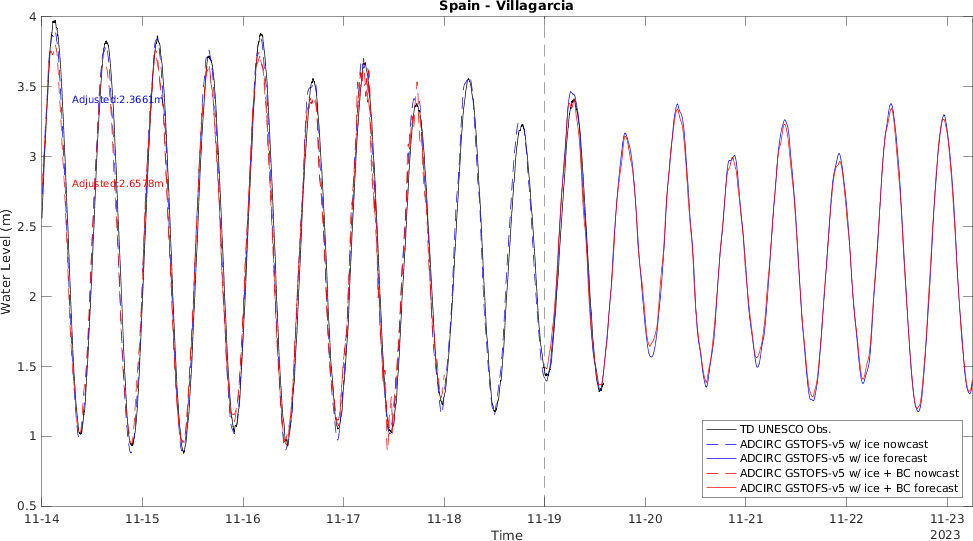 Spain - Villagarcia
4
3.5
3
2.5
2
1.5
1
0.5
Water Level (m)
Adjusted:2.3661m
Adjusted:2.6578m
TD UNESCO Obs.
ADCIRC GSTOFS-v5 w/ ice nowcast
ADCIRC GSTOFS-v5 w/ ice forecast
ADCIRC GSTOFS-v5 w/ ice + BC nowcast
ADCIRC GSTOFS-v5 w/ ice + BC forecast
11-14 11-15 11-16 11-17 11-18 11-19 11-20 11-21 11-22 11-23
Time
2023